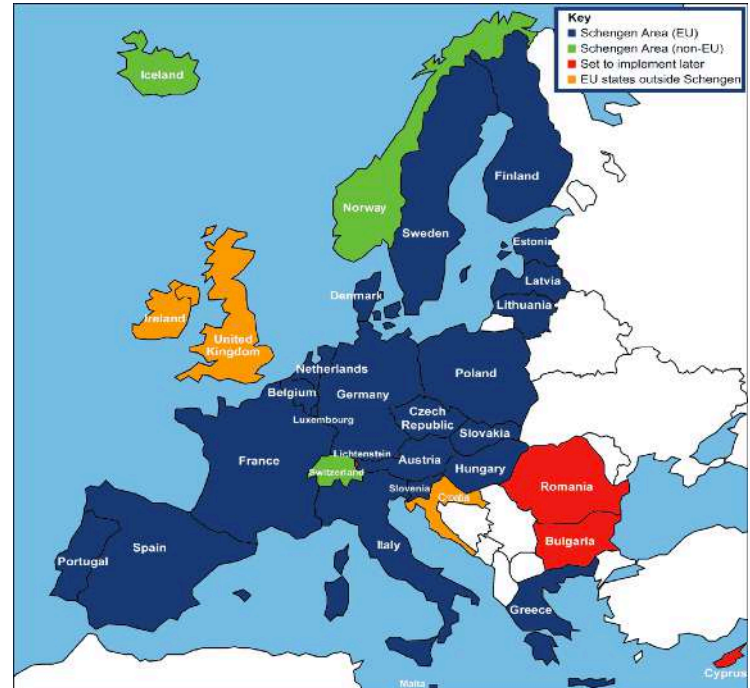 Key
Schengen Area (EU)
Schengen Area (non-EU)
Set to implement later
EU states outside Schengen
Iceland
Finland
Norway
Sweden
Estonia
Latvia
Denmark
Lithuania
Ireland
United
Kingdom
Netherlands
Poland
Belgium
Germany
Czech
Republic
Luxembourg
Slovakia
Lichtenstein
France
Austria
Switzerland
Hungary
Slovenia
Romania
Croatia
Bulgaria
Italy
Spain
Portugal
Greece
Cyprus
Malta